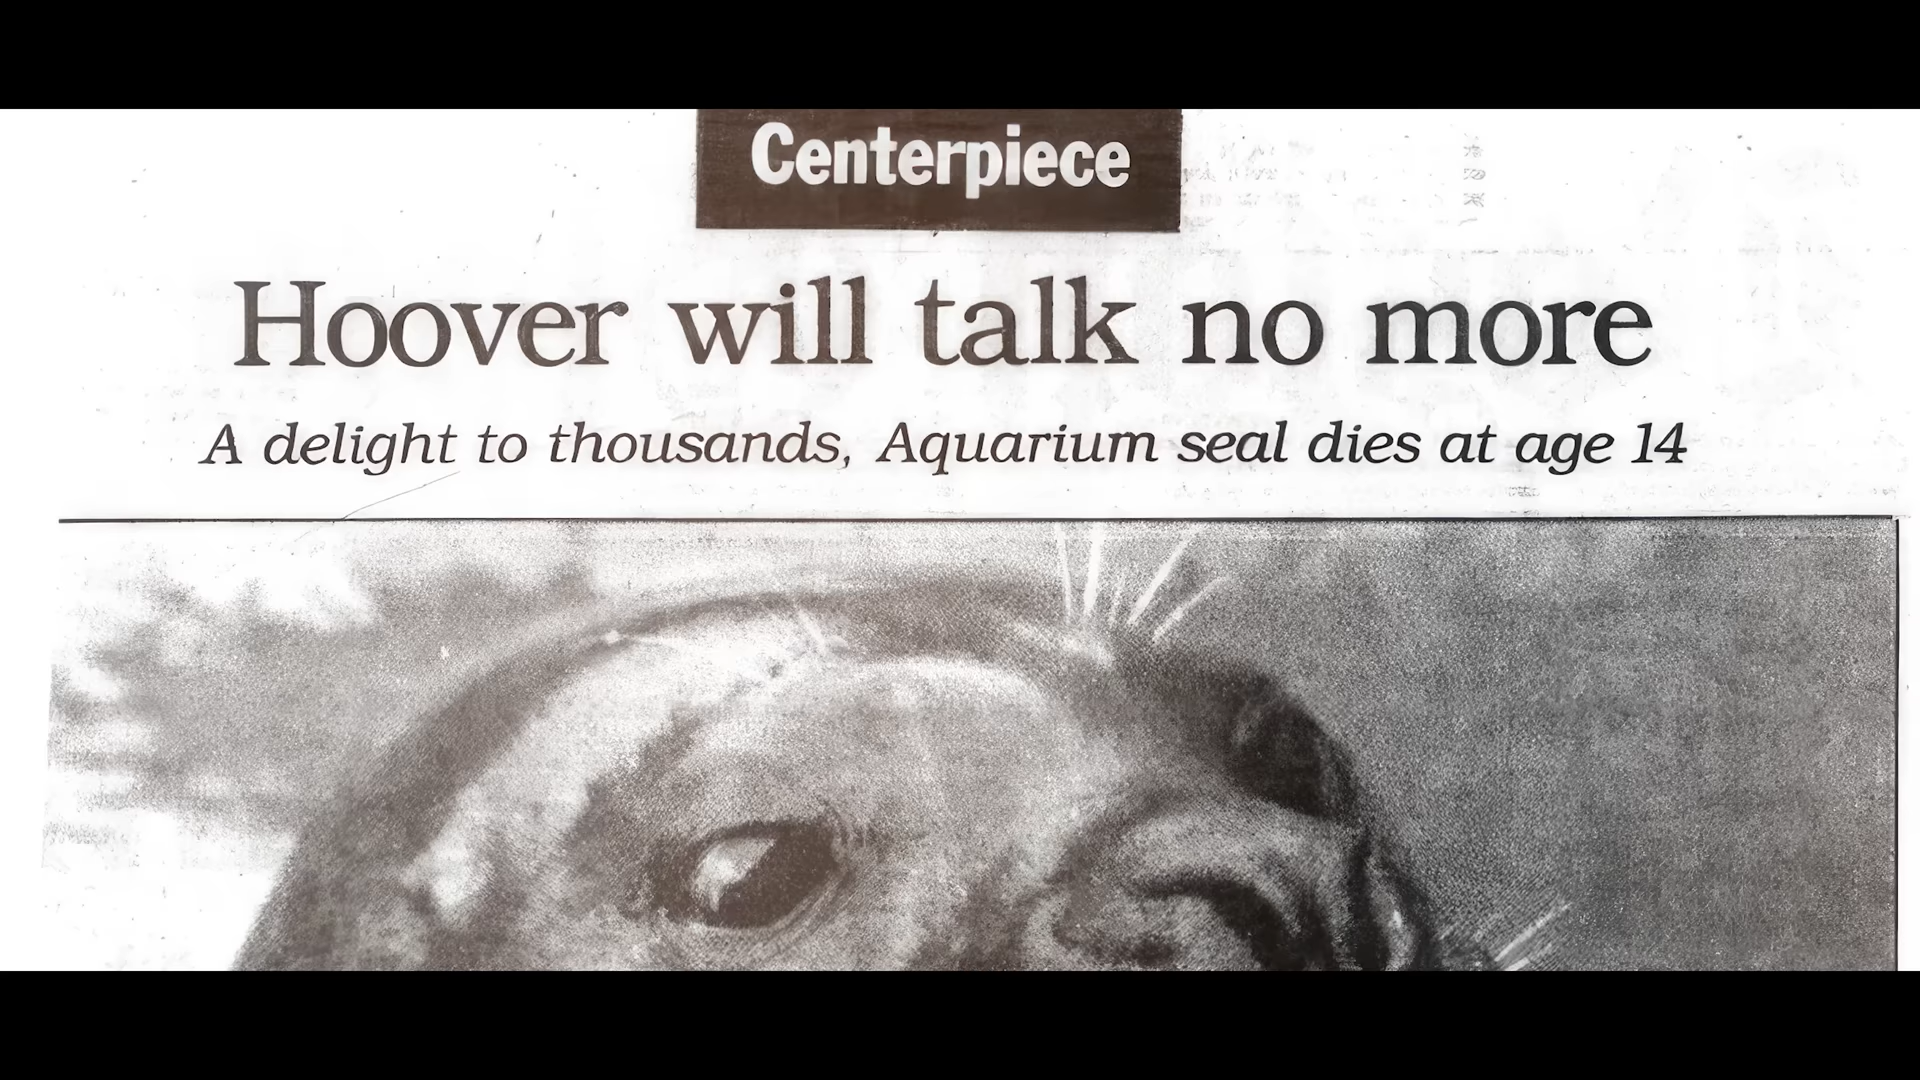 Centerpiece
Hoover will talk no more
A delight to thousands, Aquarium seal dies at age 14